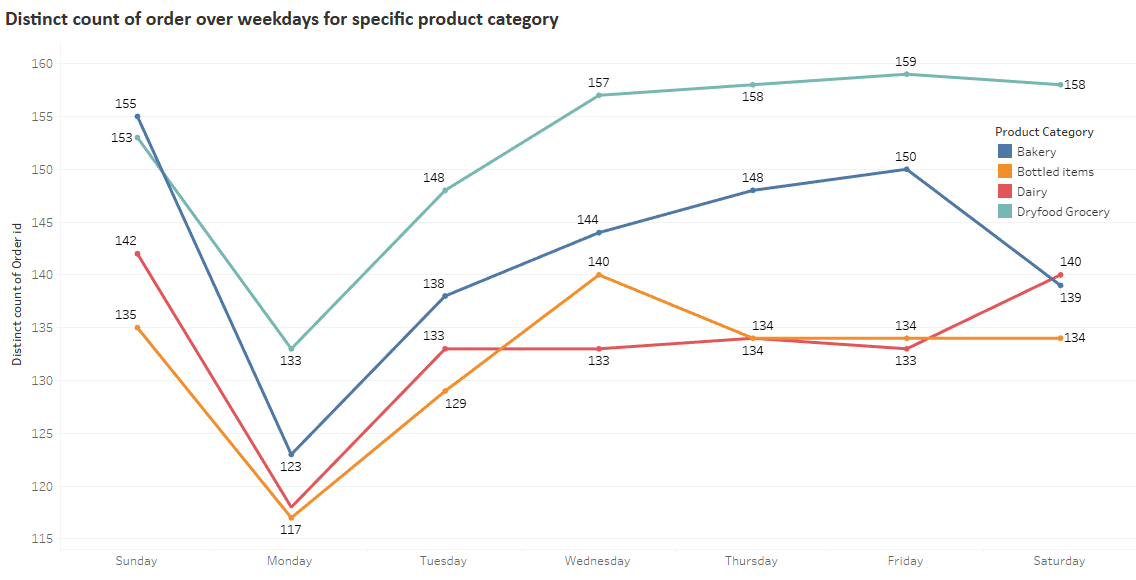 Distinct count of order over weekdays for specific product category
160
159
157
158
158
155
155
153
Product Category
Bakery
Bottled items
Dairy
Dryfood Grocery
150
150
148
148
145
144
142
140
140
140
139
138
135
135
134
134
134
134
133
133
133
133
130
129
125
123
120
117
115
Distinct count of Order id
Sunday
Monday
Tuesday
Wednesday
Thursday
Friday
Saturday